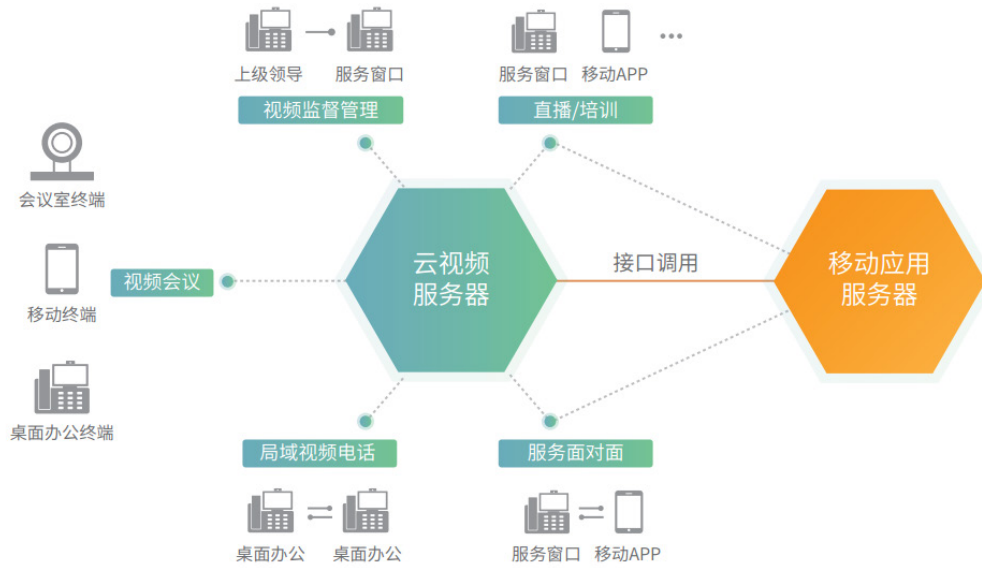 上级领导
服务窗口
服务窗口
移动APP
视频监督管理
直播/培训
会议室终端
云视频
服务器
接口调用
移动应用
服务器
视频会议
移动终端
桌面办公终端
局域视频电话
服务面对面
桌面办公
桌面办公
服务窗口
移动APP